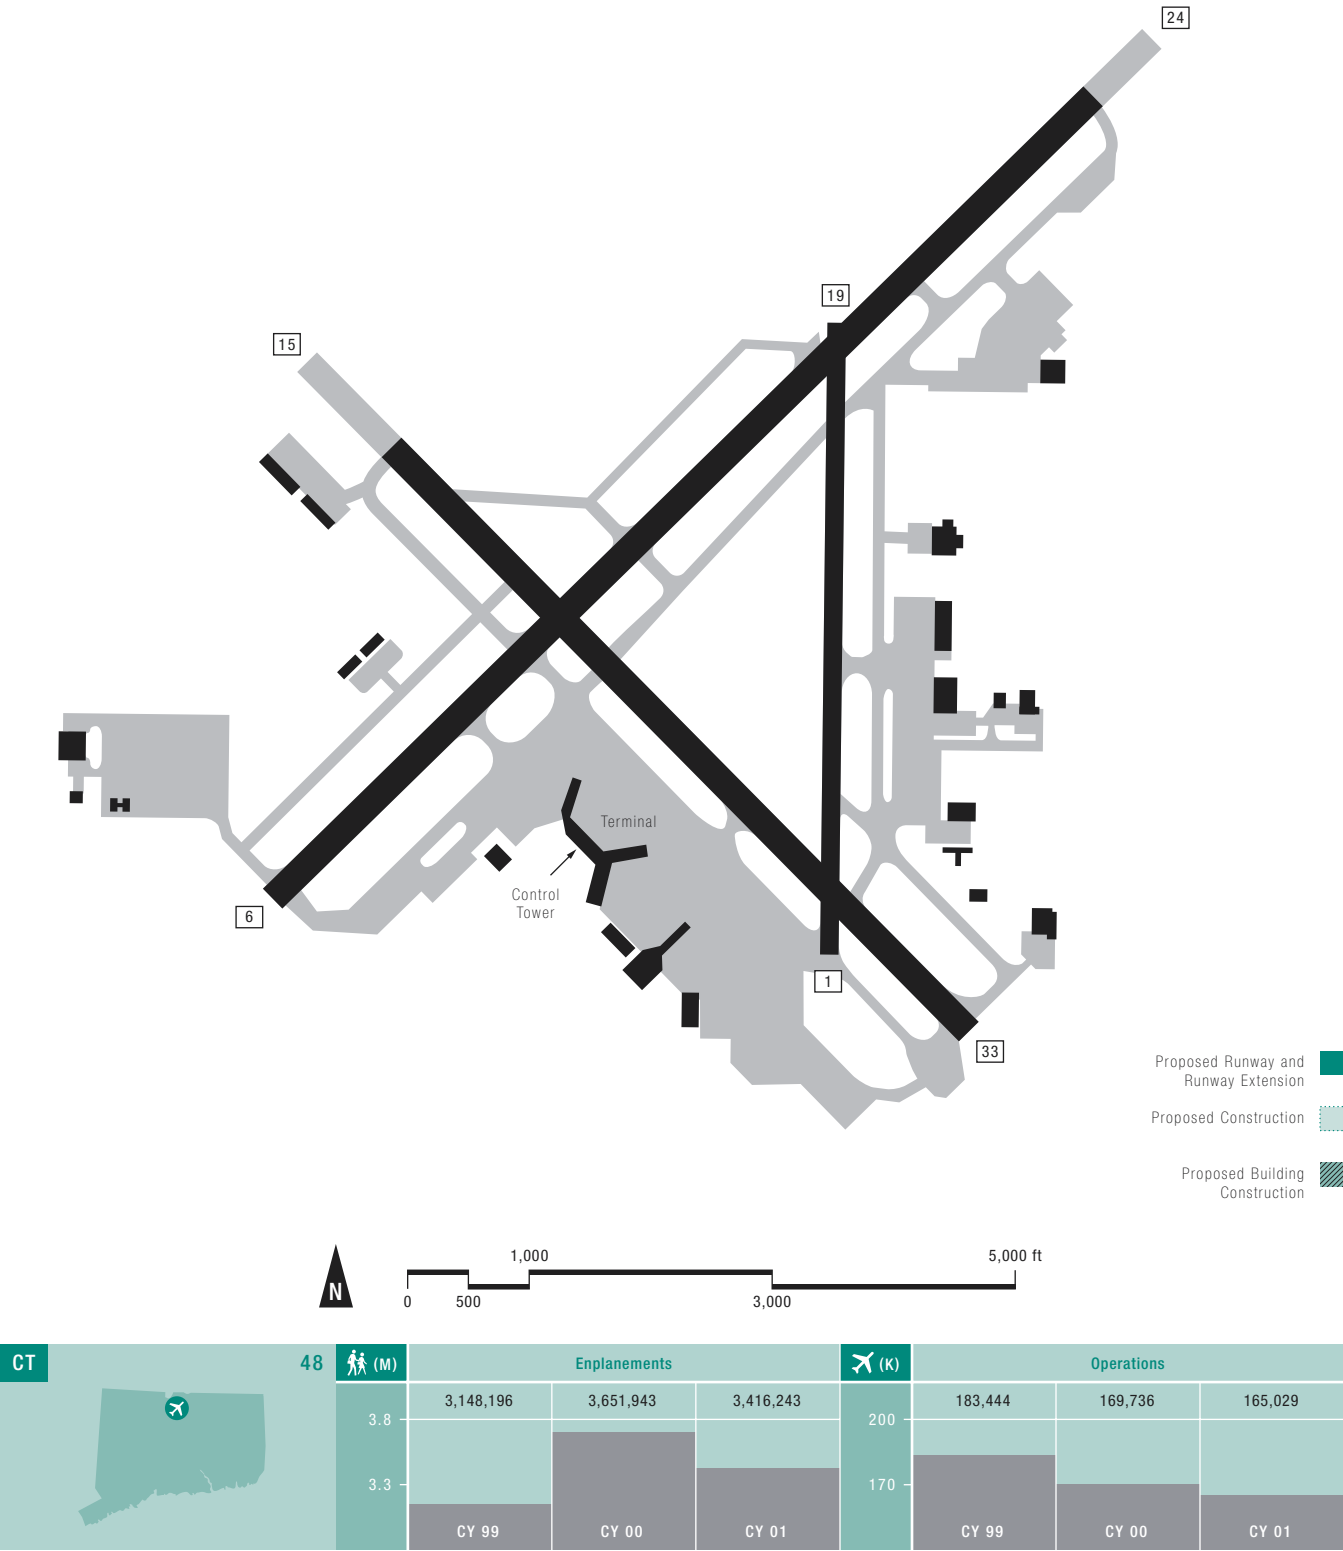 24
19
15
Terminal
Control
Tower
6
1
33
Proposed Runway and
Runway Extension
Proposed Construction
Proposed Building
Construction
1,000
5,000 ft
N
0
500
3,000
CT
48
(M)
Enplanements
(K)
Operations
3,148,196
3,651,943
3,416,243
183,444
169,736
165,029
3.8
200
3.3
170
CY 99
CY 00
CY 01
CY 99
CY 00
CY 01